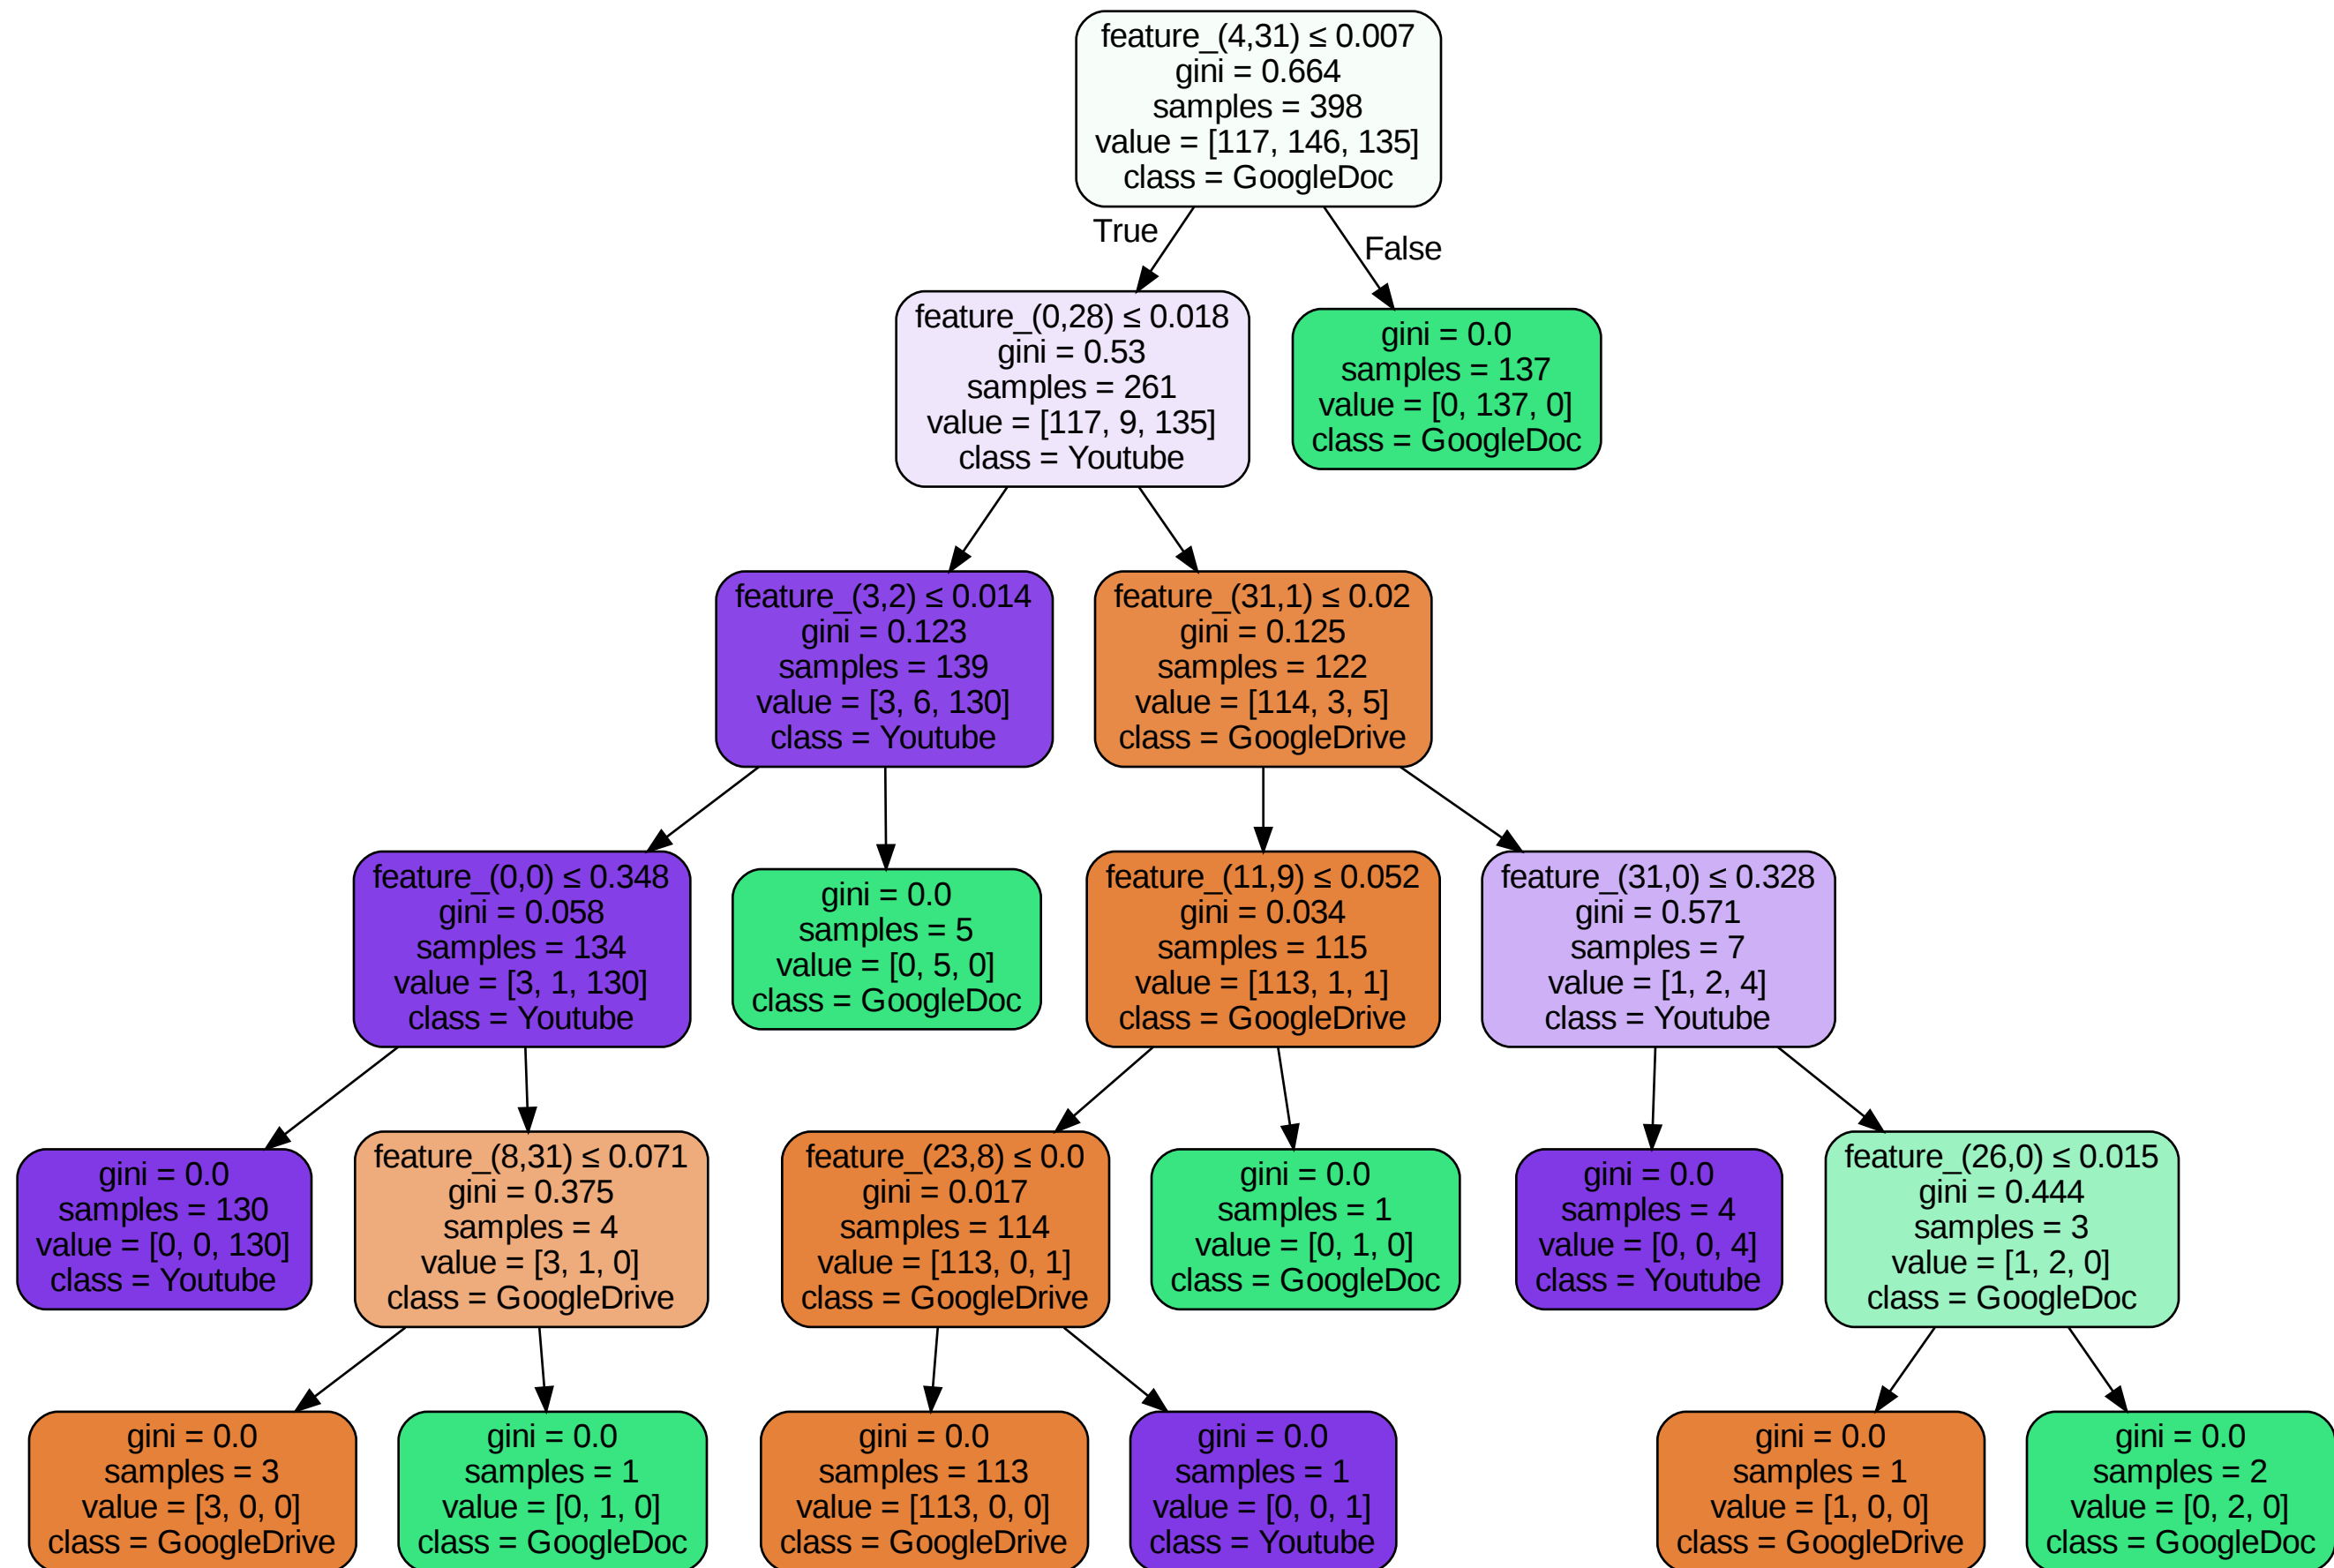 feature_(4,31) ≤ 0.007
gini = 0.664
samples = 398
value = [117, 146, 135]
class = GoogleDoc
True
False
feature_(0,28) ≤ 0.018
gini = 0.53
samples = 261
value = [117, 9, 135]
class = Youtube
gini = 0.0
samples = 137
value = [0, 137, 0]
class = GoogleDoc
feature_(3,2) ≤ 0.014
gini = 0.123
samples = 139
value = [3, 6, 130]
class = Youtube
feature_(31,1) ≤ 0.02
gini = 0.125
samples = 122
value = [114, 3, 5]
class = GoogleDrive
feature_(0,0) ≤ 0.348
gini = 0.058
samples = 134
value = [3, 1, 130]
class = Youtube
gini = 0.0
samples = 5
value = [0, 5, 0]
class = GoogleDoc
feature_(11,9) ≤ 0.052
gini = 0.034
samples = 115
value = [113, 1, 1]
class = GoogleDrive
feature_(31,0) ≤ 0.328
gini = 0.571
samples = 7
value = [1, 2, 4]
class = Youtube
gini = 0.0
samples = 130
value = [0, 0, 130]
class = Youtube
feature_(8,31) ≤ 0.071
gini = 0.375
samples = 4
value = [3, 1, 0]
class = GoogleDrive
feature_(23,8) ≤ 0.0
gini = 0.017
samples = 114
value = [113, 0, 1]
class = GoogleDrive
gini = 0.0
samples = 1
value = [0, 1, 0]
class = GoogleDoc
gini = 0.0
samples = 4
value = [0, 0, 4]
class = Youtube
feature_(26,0) ≤ 0.015
gini = 0.444
samples = 3
value = [1, 2, 0]
class = GoogleDoc
gini = 0.0
samples = 3
value = [3, 0, 0]
class = GoogleDrive
gini = 0.0
samples = 1
value = [0, 1, 0]
class = GoogleDoc
gini = 0.0
samples = 113
value = [113, 0, 0]
class = GoogleDrive
gini = 0.0
samples = 1
value = [0, 0, 1]
class = Youtube
gini = 0.0
samples = 1
value = [1, 0, 0]
class = GoogleDrive
gini = 0.0
samples = 2
value = [0, 2, 0]
class = GoogleDoc